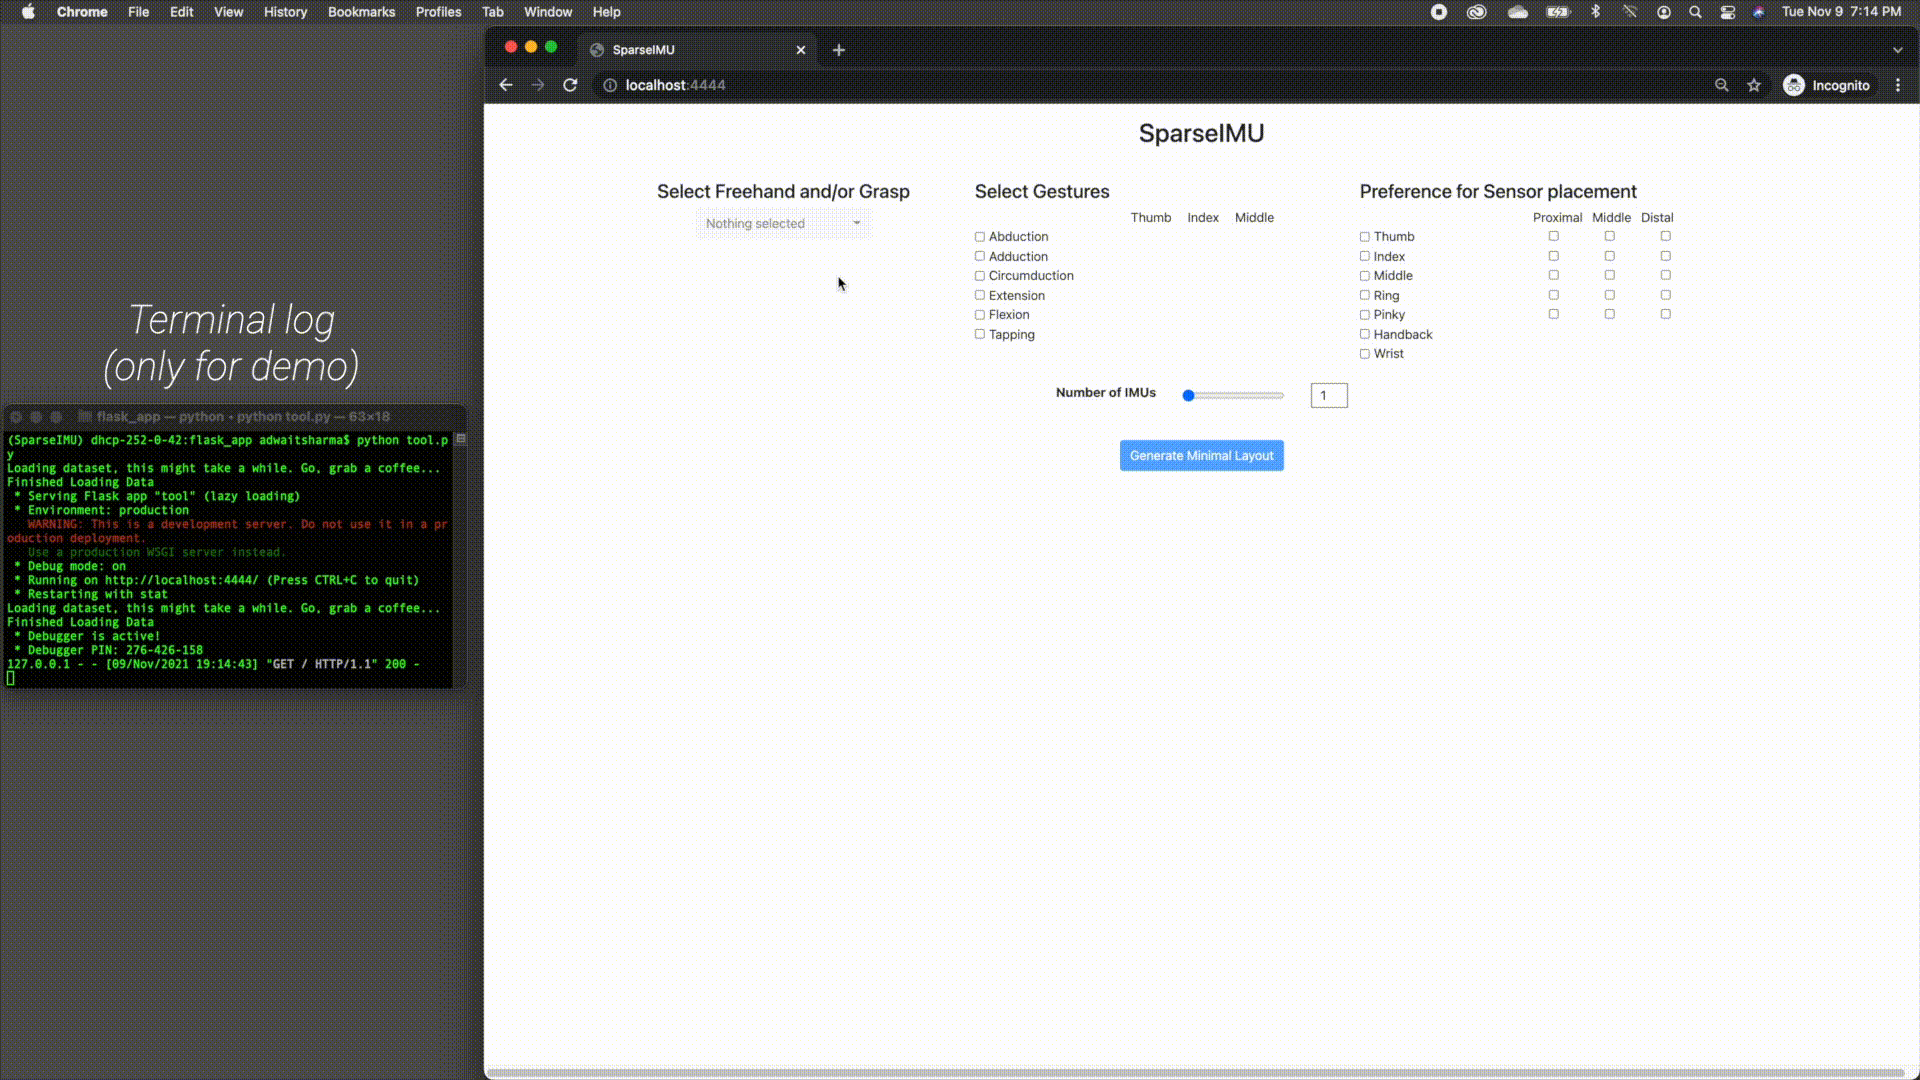 Chrome File Edit View History Bookmarks Profiles Tab Window Help Tue Nov 9 7:14 PM
SparseIMU
localhost:4444 Incognito
SparseIMU
Select Freehand and/or Grasp
Nothing selected
Select Gestures
Thumb Index Middle
Abduction
Adduction
Circumduction
Extension
Flexion
Tapping
Preference for Sensor placement
Proximal Middle Distal
Thumb
Index
Middle
Ring
Pinky
Handback
Wrist
Number of IMUs 1
Generate Minimal Layout
Terminal log
(only for demo)
flask_app — python • python tool.py — 63×18
(SparseIMU) dhcp-252-0-42:flask_app adwaitsharma$ python tool.p
y
Loading dataset, this might take a while. Go, grab a coffee...
Finished Loading Data
* Serving Flask app "tool" (lazy loading)
* Environment: production
WARNING: This is a development server. Do not use it in a pr
oduction deployment.
Use a production WSGI server instead.
* Debug mode: on
* Running on http://localhost:4444/ (Press CTRL+C to quit)
* Restarting with stat
Loading dataset, this might take a while. Go, grab a coffee...
Finished Loading Data
* Debugger is active!
* Debugger PIN: 276-426-158
127.0.0.1 - - [09/Nov/2021 19:14:43] "GET / HTTP/1.1" 200 -